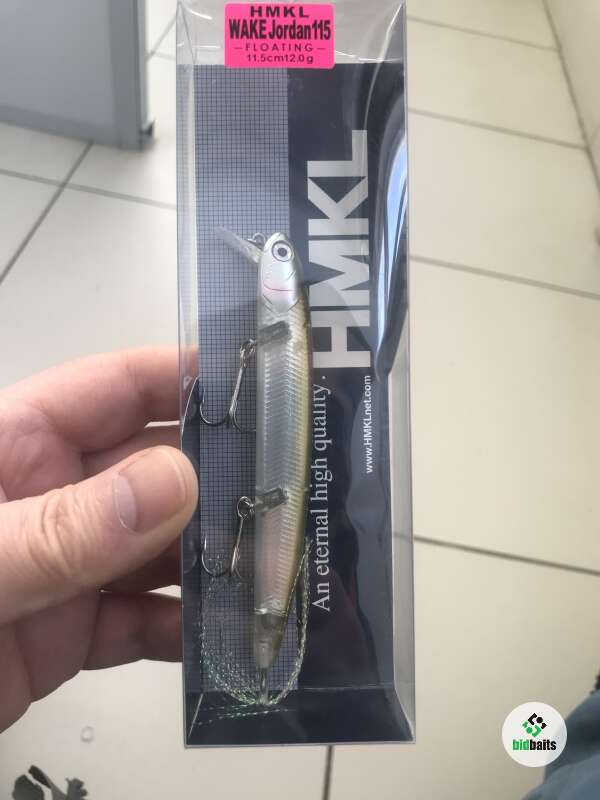 HMKL
WAKE Jordan115
— FLOATING —
11.5cm12.0g
HMKL
An eternal high quality.
www.HMKLnet.com
bidbaits